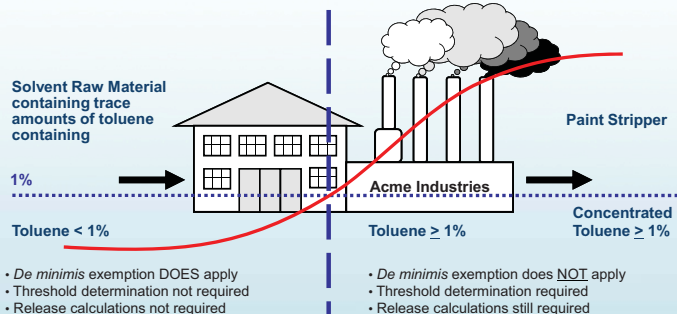 Solvent Raw Material
containing trace
amounts of toluene
containing
Paint Stripper
1%
Acme Industries
Toluene < 1%
Toluene ≥ 1%
Concentrated
Toluene ≥ 1%
• De minimis exemption DOES apply
• Threshold determination not required
• Release calculations not required
• De minimis exemption does NOT apply
• Threshold determination required
• Release calculations still required